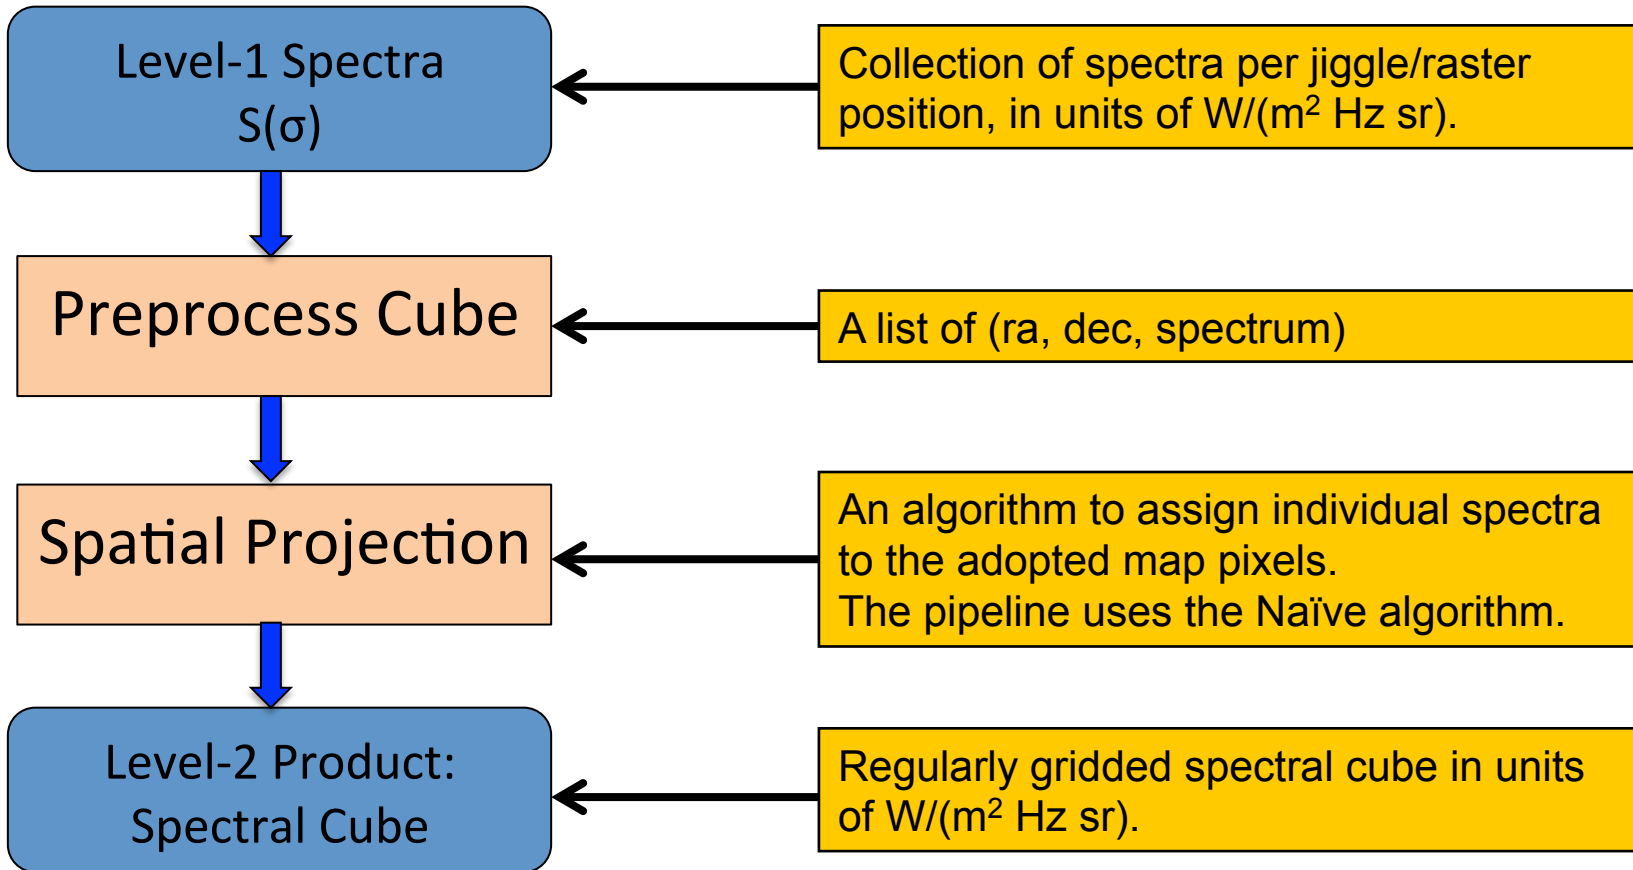 Level-1 Spectra
S(σ)
Collection of spectra per jiggle/raster
position, in units of W/(m² Hz sr).
Preprocess Cube
A list of (ra, dec, spectrum)
Spatial Projection
An algorithm to assign individual spectra
to the adopted map pixels.
The pipeline uses the Naïve algorithm.
Level-2 Product:
Spectral Cube
Regularly gridded spectral cube in units
of W/(m² Hz sr).